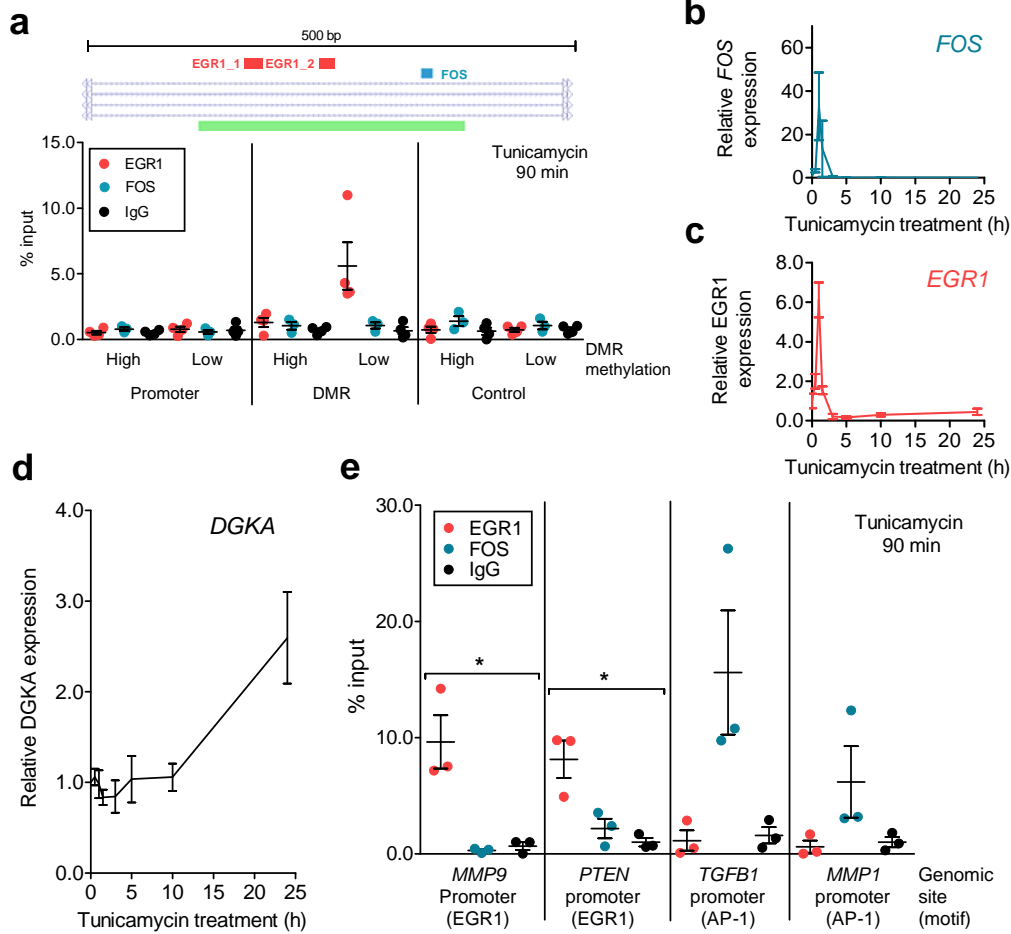 a
500 bp
EGR1_1 EGR1_2
FOS
15.0
10.0
5.0
0.0
% input
EGR1
FOS
IgG
Tunicamycin
90 min
High Low High Low High Low
DMR
methylation
Promoter DMR Control
b
FOS
60
40
20
0
Relative FOS
expression
0 5 10 15 20 25
Tunicamycin treatment (h)
c
EGR1
8.0
6.0
4.0
2.0
0.0
Relative EGR1
expression
0 5 10 15 20 25
Tunicamycin treatment (h)
d
DGKA
4.0
3.0
2.0
1.0
0.0
Relative DGKA expression
0 5 10 15 20 25
Tunicamycin treatment (h)
e
30.0
20.0
10.0
0.0
% input
EGR1
FOS
IgG
Tunicamycin
90 min
* *
MMP9 PTEN TGFB1 MMP1 Genomic
Promoter promoter promoter promoter site
(EGR1) (EGR1) (AP-1) (AP-1) (motif)